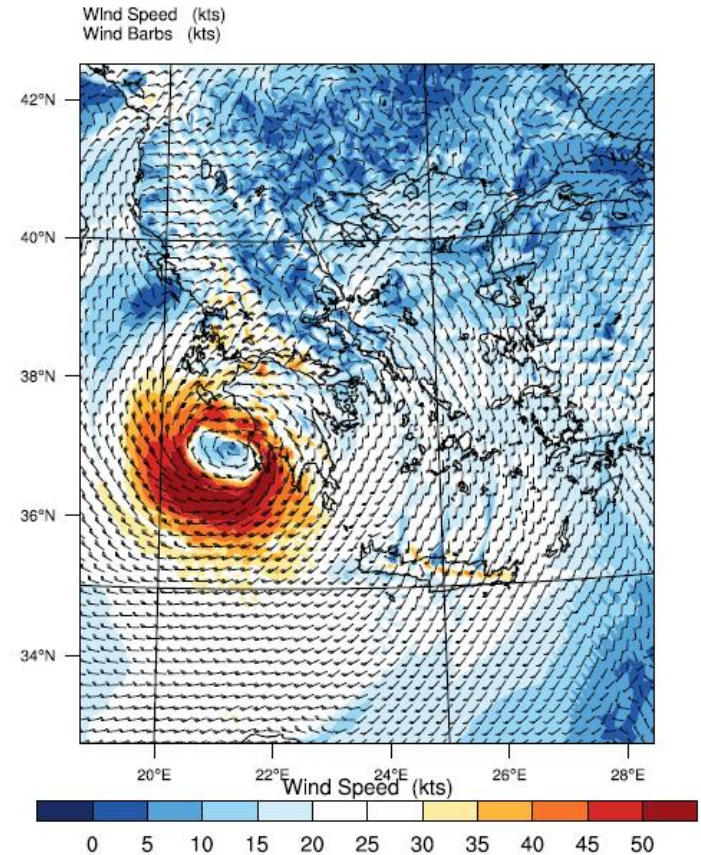 WInd Speed (kts)
Wind Barbs (kts)
42°N
40°N
38°N
36°N
34°N
20°E 22°E 24°E 26°E 28°E
Wind Speed (kts)
0 5 10 15 20 25 30 35 40 45 50